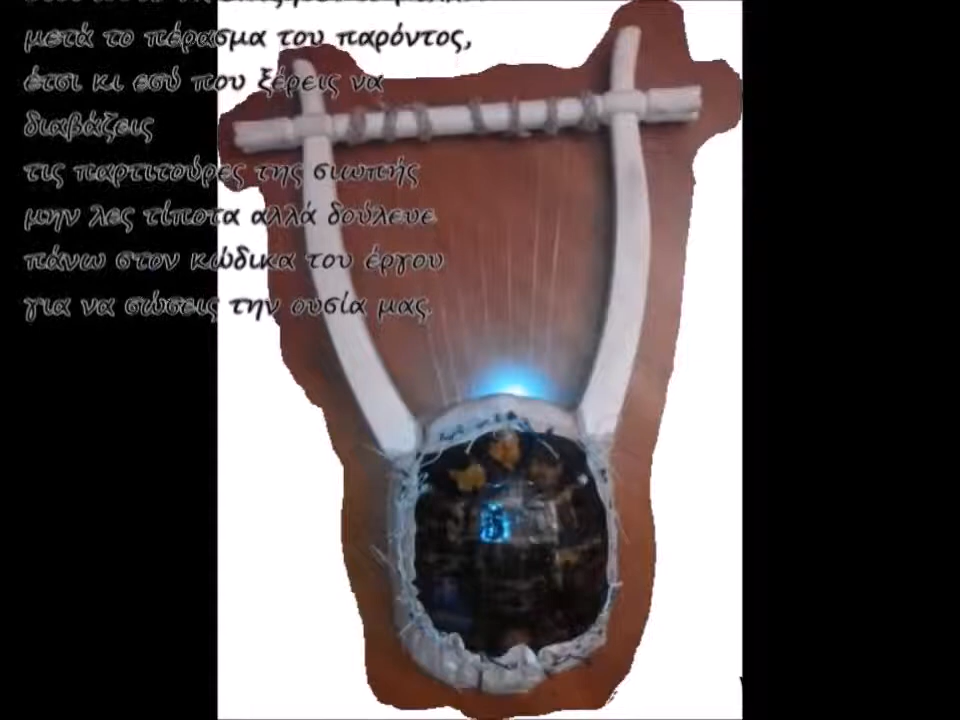 μετά το πέρασμα του παρόντος,
έτσι κι εσύ που ξέρεις να
διαβάζεις
τις παρτιτούρες της σιωπής
μην λες τίποτα αλλά δούλευε
πάνω στον κώδικα του έργου
για να σώσεις την ουσία μας.